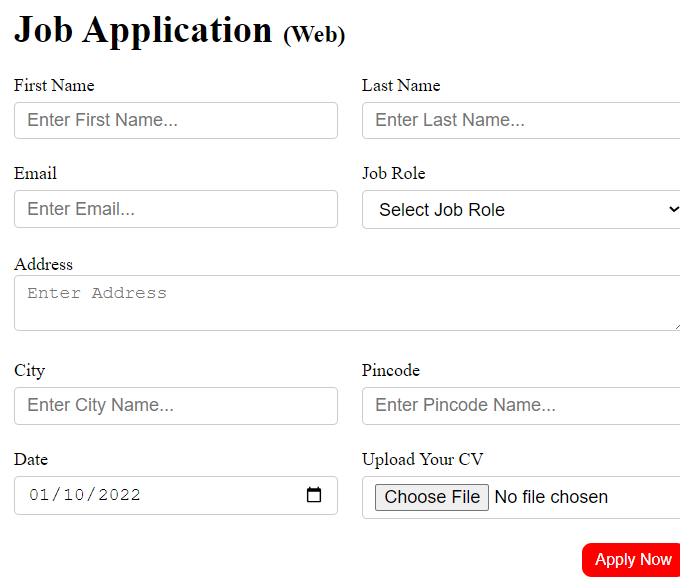 Job Application (Web)
First Name Last Name
Enter First Name... Enter Last Name...
Email Job Role
Enter Email... Select Job Role
Address
Enter Address
City Pincode
Enter City Name... Enter Pincode Name...
Date Upload Your CV
01/10/2022 Choose File No file chosen
Apply Now